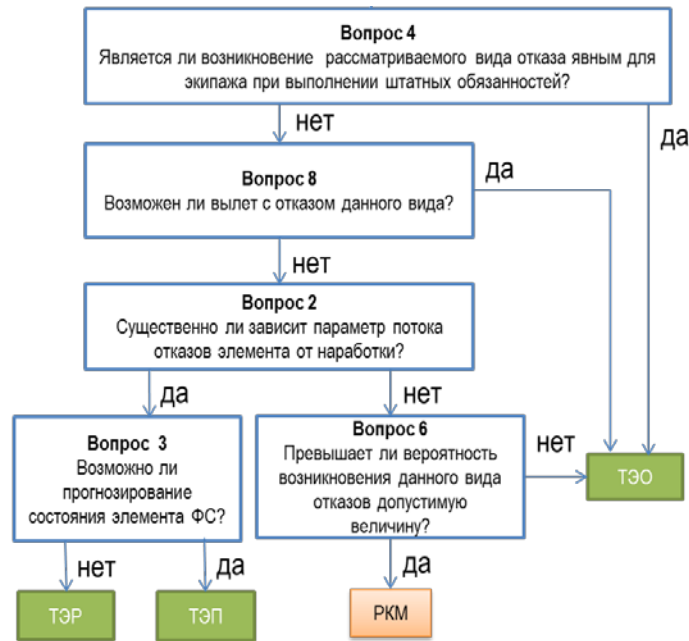 Вопрос 4
Является ли возникновение рассматриваемого вида отказа явным для
экипажа при выполнении штатных обязанностей?
нет
да
Вопрос 8
Возможен ли вылет с отказом данного вида?
да
нет
Вопрос 2
Существенно ли зависит параметр потока
отказов элемента от наработки?
да
нет
Вопрос 3
Возможно ли
прогнозирование
состояния элемента ФС?
Вопрос 6
Превышает ли вероятность
возникновения данного вида
отказов допустимую
величину?
нет
ТЭО
нет
да
да
ТЭР
ТЭП
РКМ